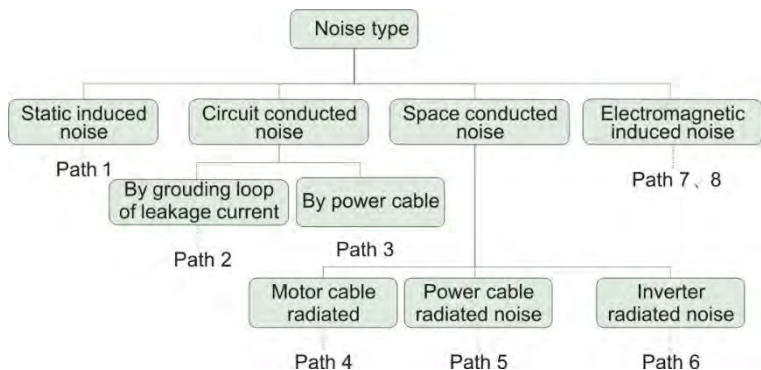 Noise type
Static induced
noise
Circuit conducted
noise
Space conducted
noise
Electromagnetic
induced noise
Path 1
By grouding loop
of leakage current
By power cable
Path 7、8
Path 2
Path 3
Motor cable
radiated
Power cable
radiated noise
Inverter
radiated noise
Path 4
Path 5
Path 6